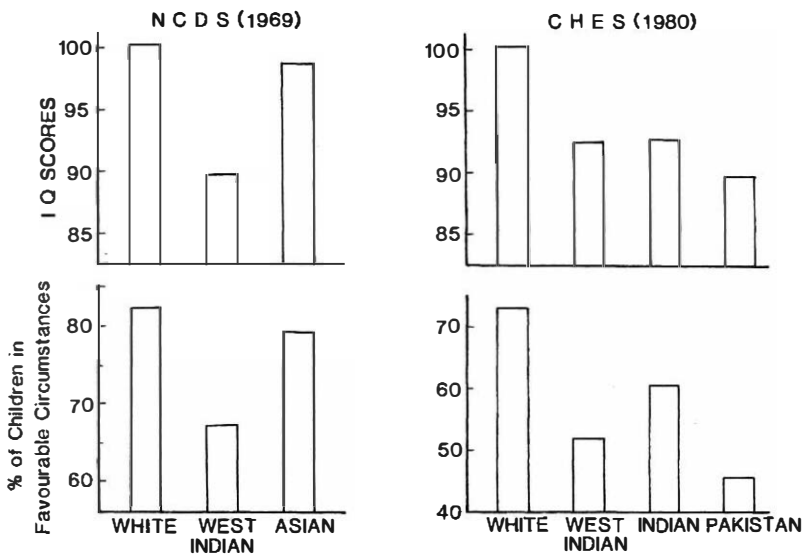 N C D S (1969)
I Q SCORES
100
95
90
85
% of Children in
Favourable Circumstances
80
70
60
WHITE WEST INDIAN ASIAN
C H E S (1980)
100
95
90
85
70
60
50
40
WHITE WEST INDIAN INDIAN PAKISTAN